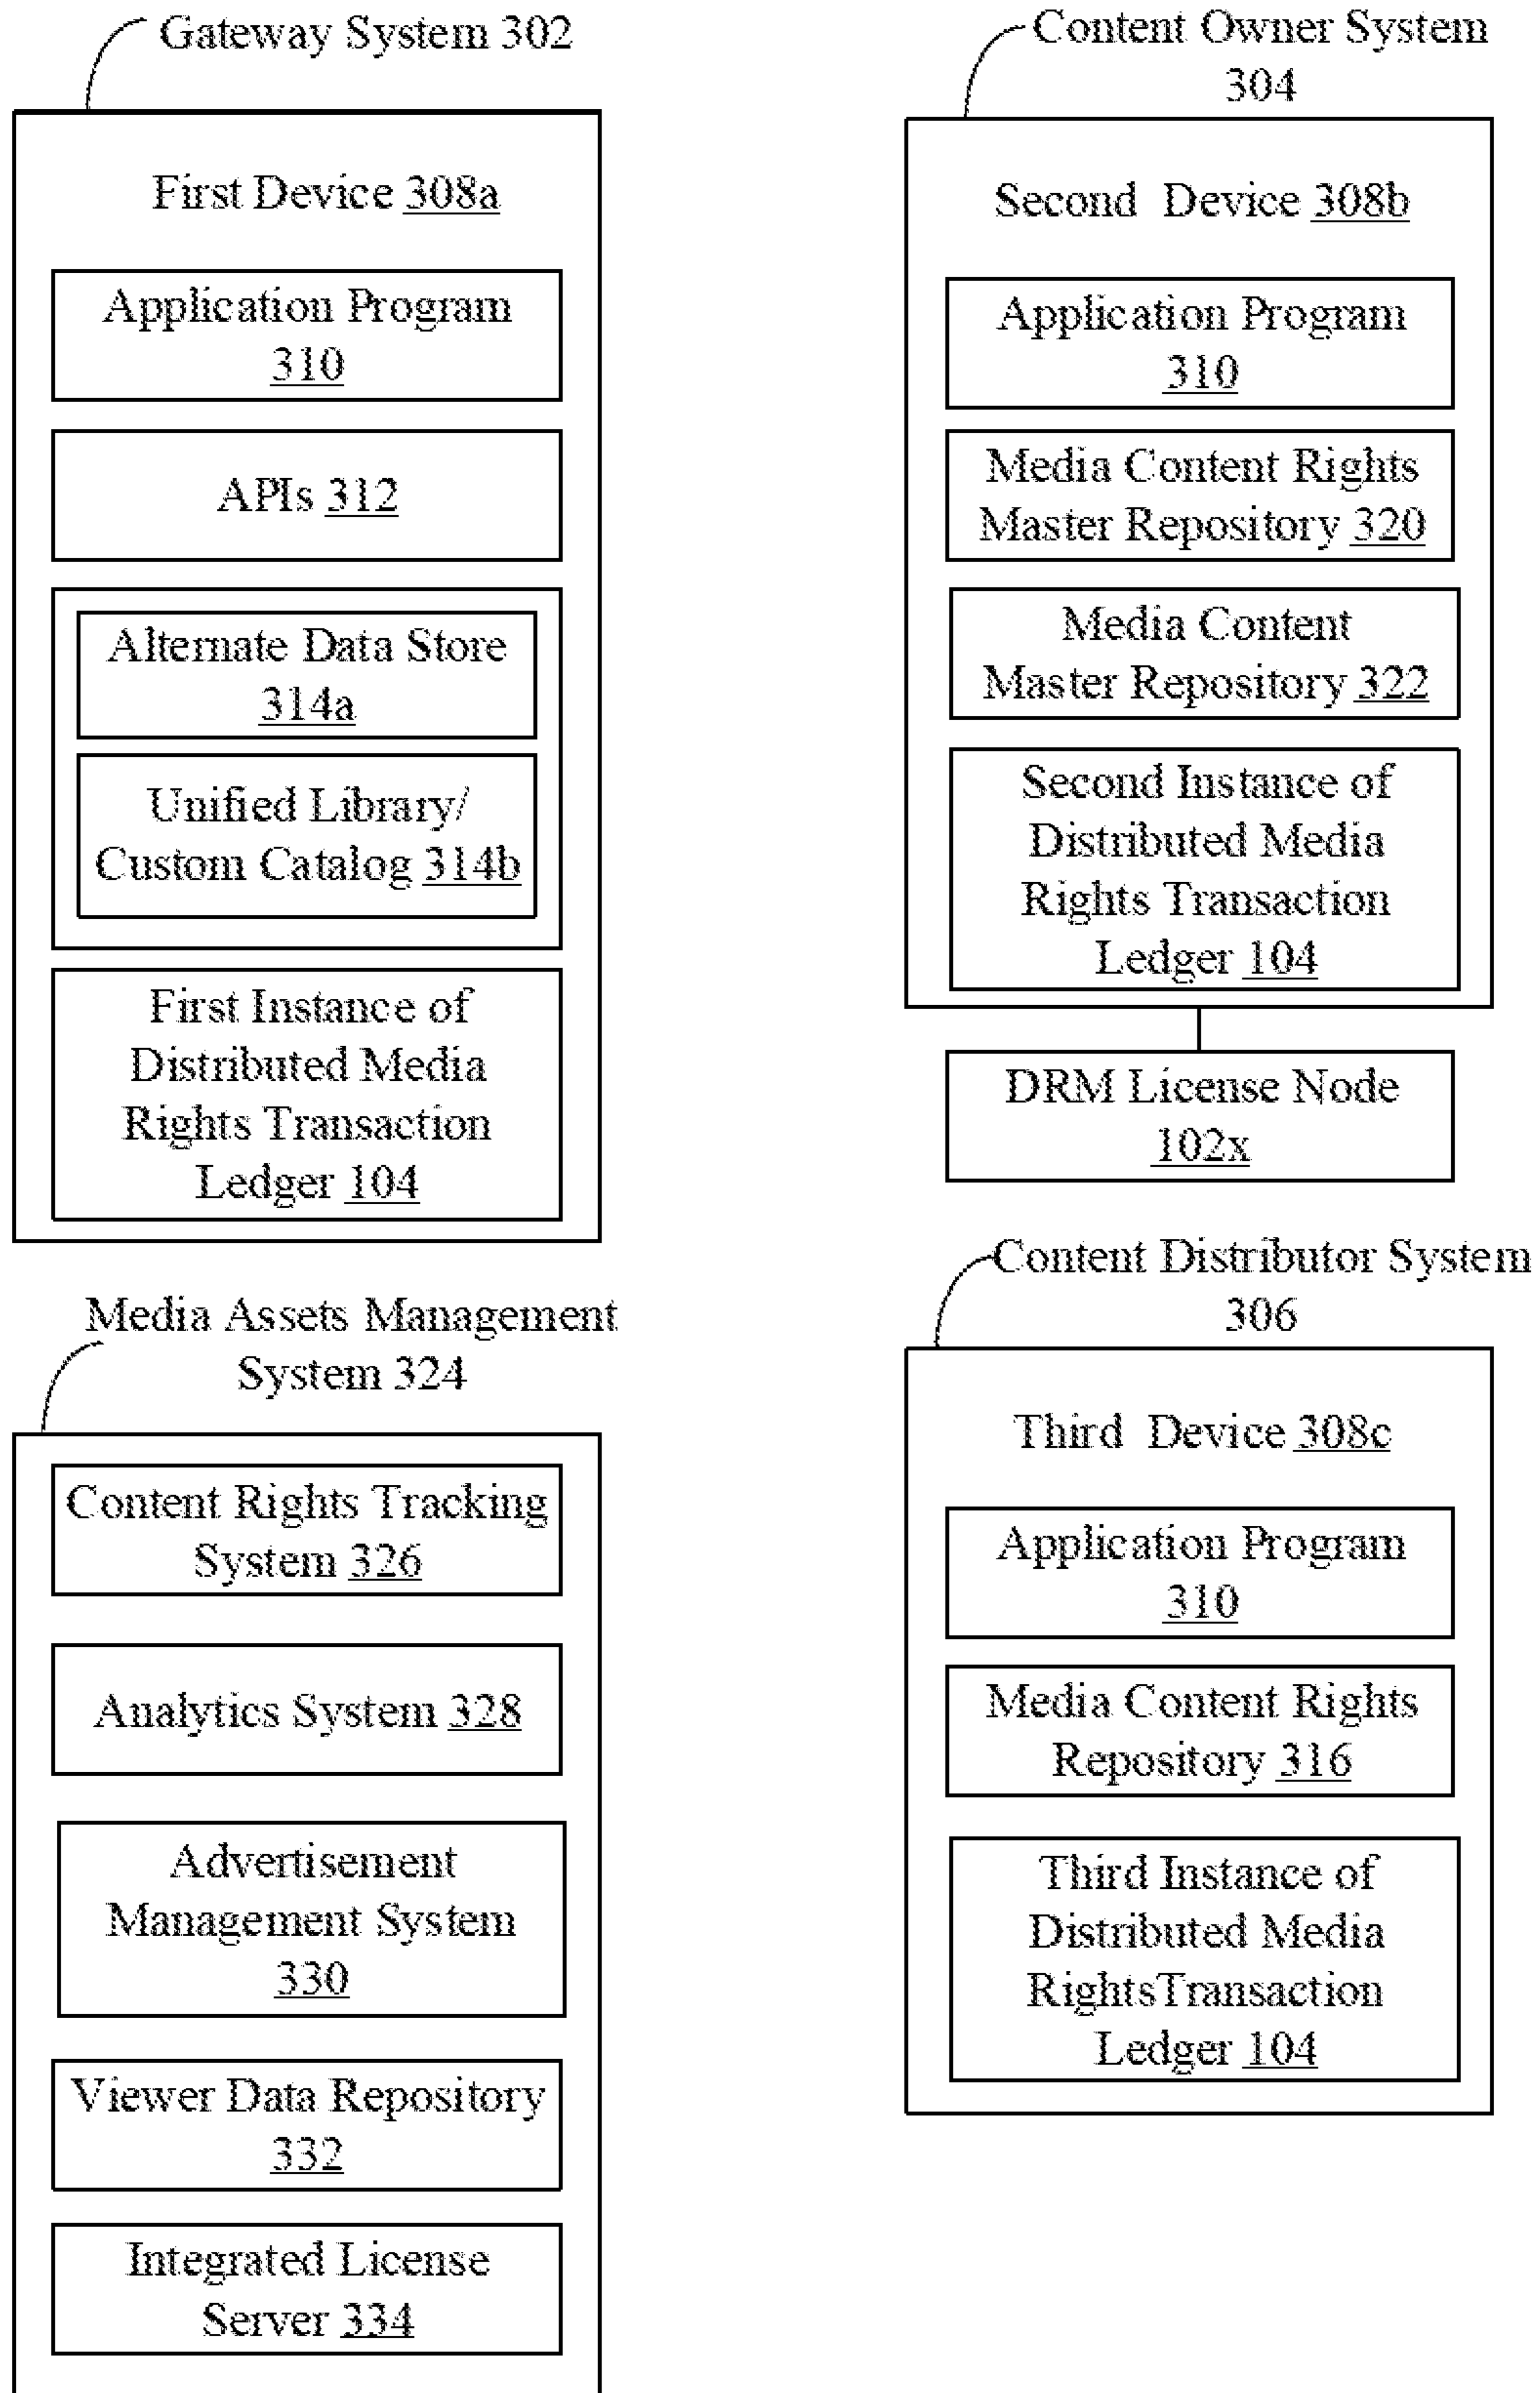 Gateway System 302
First Device 308a
Application Program
310
APIs 312
Alternate Data Store
314a
Unified Library/
Custom Catalog 314b
First Instance of
Distributed Media
Rights Transaction
Ledger 104
Media Assets Management
System 324
Content Rights Tracking
System 326
Analytics System 328
Advertisement
Management System
330
Viewer Data Repository
332
Integrated License
Server 334
Content Owner System
304
Second Device 308b
Application Program
310
Media Content Rights
Master Repository 320
Media Content
Master Repository 322
Second Instance of
Distributed Media
Rights Transaction
Ledger 104
DRM License Node
102x
Content Distributor System
306
Third Device 308c
Application Program
310
Media Content Rights
Repository 316
Third Instance of
Distributed Media
RightsTransaction
Ledger 104